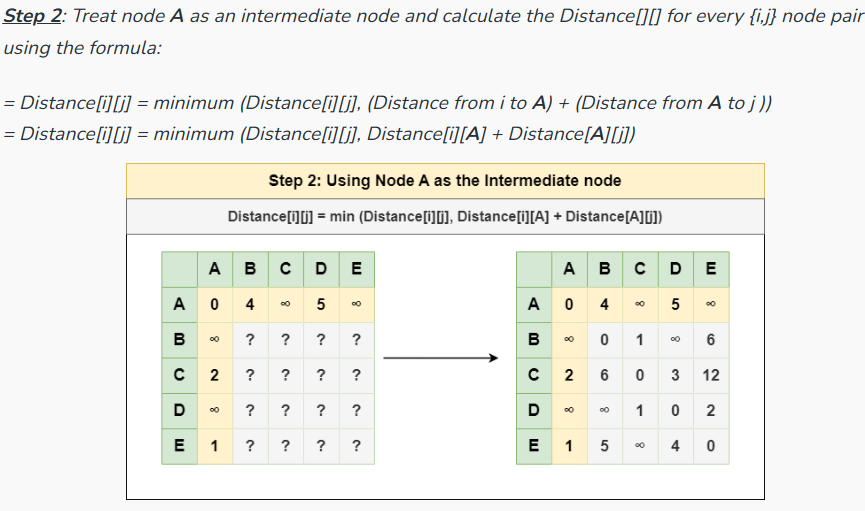 Step 2: Treat node A as an intermediate node and calculate the Distance[][] for every {i,j} node pair
using the formula:
= Distance[i][j] = minimum (Distance[i][j], (Distance from i to A) + (Distance from A to j ))
= Distance[i][j] = minimum (Distance[i][j], Distance[i][A] + Distance[A][j])
Step 2: Using Node A as the Intermediate node
Distance[i][j] = min (Distance[i][j], Distance[i][A] + Distance[A][j])
A B C D E
A 0 4 ∞ 5 ∞
B ∞ ? ? ? ?
C 2 ? ? ? ?
D ∞ ? ? ? ?
E 1 ? ? ? ?
A B C D E
A 0 4 ∞ 5 ∞
B ∞ 0 1 ∞ 6
C 2 6 0 3 12
D ∞ ∞ 1 0 2
E 1 5 ∞ 4 0